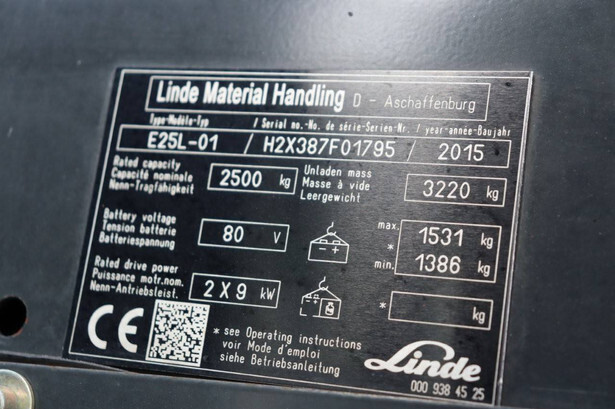 Linde Material Handling D - Aschaffenburg
Type-Modèle-Typ / Serial no.-No. de série-Serien-Nr. / year-année-Baujahr
E25L-01 / H2X387F01795 / 2015
Rated capacity
Capacité nominale
Nenn-Tragfähigkeit
2500 kg
Unladen mass
Masse à vide
Leergewicht
3220 kg
Battery voltage
Tension batterie
Batteriespannung
80 V
max. 1531 kg
*
min. 1386 kg
Rated drive power
Puissance motr.nom.
Nenn-Antriebsleist.
2 X 9 kW
* kg
CE
* see Operating instructions
voir Mode d'emploi
siehe Betriebsanleitung
Linde
000 938 45 25